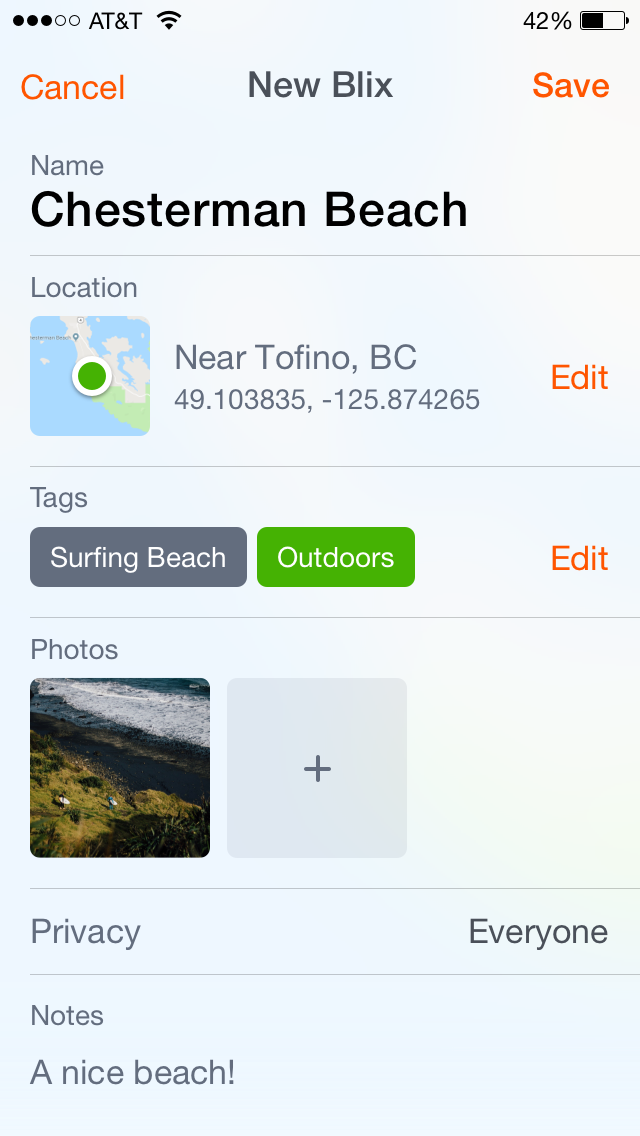 AT&T 42%
Cancel New Blix Save
Name
Chesterman Beach
Location
Near Tofino, BC
49.103835, -125.874265
Edit
Tags
Surfing Beach Outdoors Edit
Photos
+
Privacy Everyone
Notes
A nice beach!